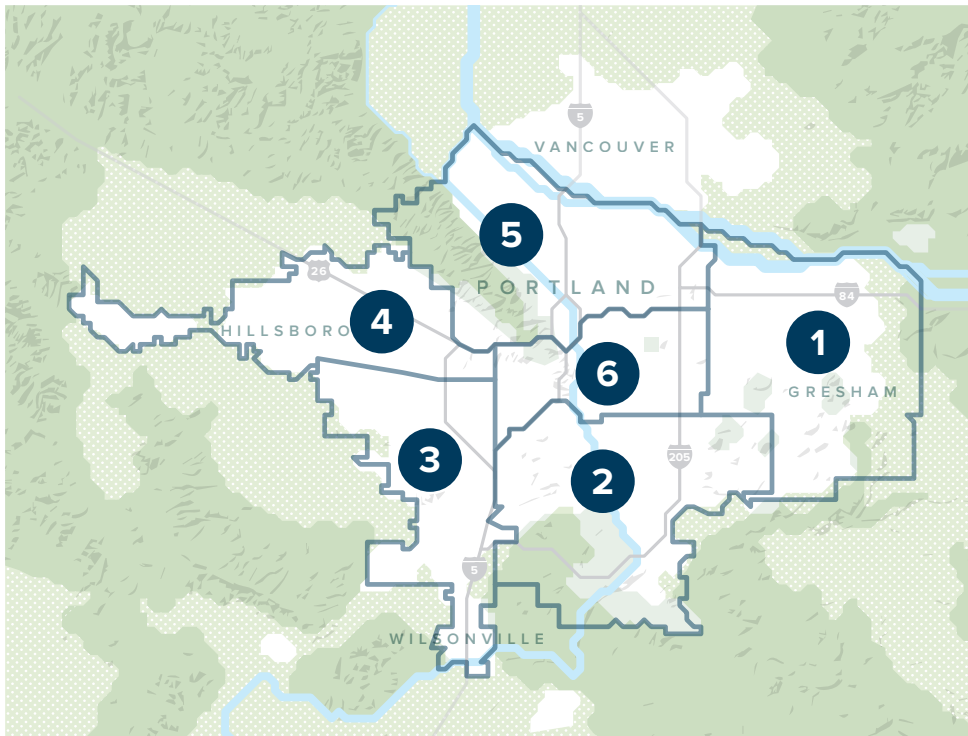 5
VANCOUVER
5
26
PORTLAND
84
HILLSBORO
4
1
6
GRESHAM
3
205
2
5
WILSONVILLE